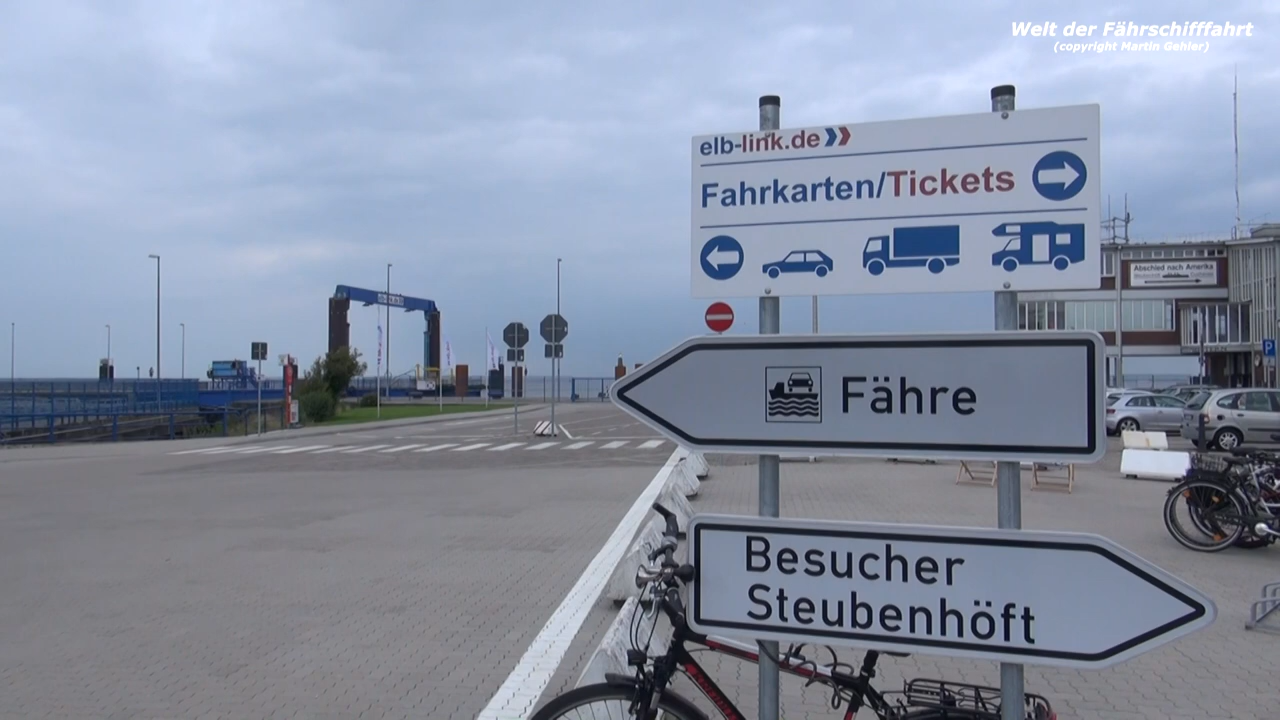 Welt der Fährschifffahrt
(copyright Martin Gehler)
elb-link.de
Fahrkarten/Tickets
Abschied nach Amerika
Fähre
Besucher
Steubenhöft
P